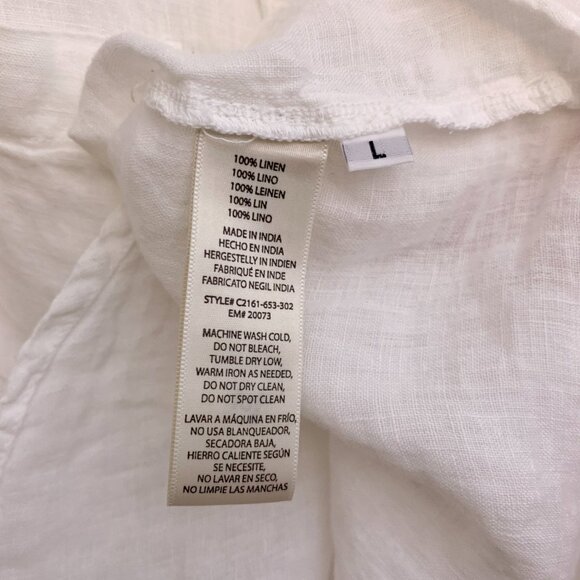 100% LINEN
100% LINO
100% LEINEN
100% LIN
100% LINO
MADE IN INDIA
HECHO EN INDIA
HERGESTELLY IN INDIEN
FABRIQUÉ EN INDE
FABRICATO NEGIL INDIA
STYLE# C2161-653-302
EM# 20073
MACHINE WASH COLD,
DO NOT BLEACH,
TUMBLE DRY LOW,
WARM IRON AS NEEDED,
DO NOT DRY CLEAN,
DO NOT SPOT CLEAN
LAVAR A MÁQUINA EN FRÍO,
NO USA BLANQUEADOR,
SECADORA BAJA,
HIERRO CALIENTE SEGÚN
SE NECESITE,
NO LAVAR EN SECO,
NO LIMPIE LAS MANCHAS
L